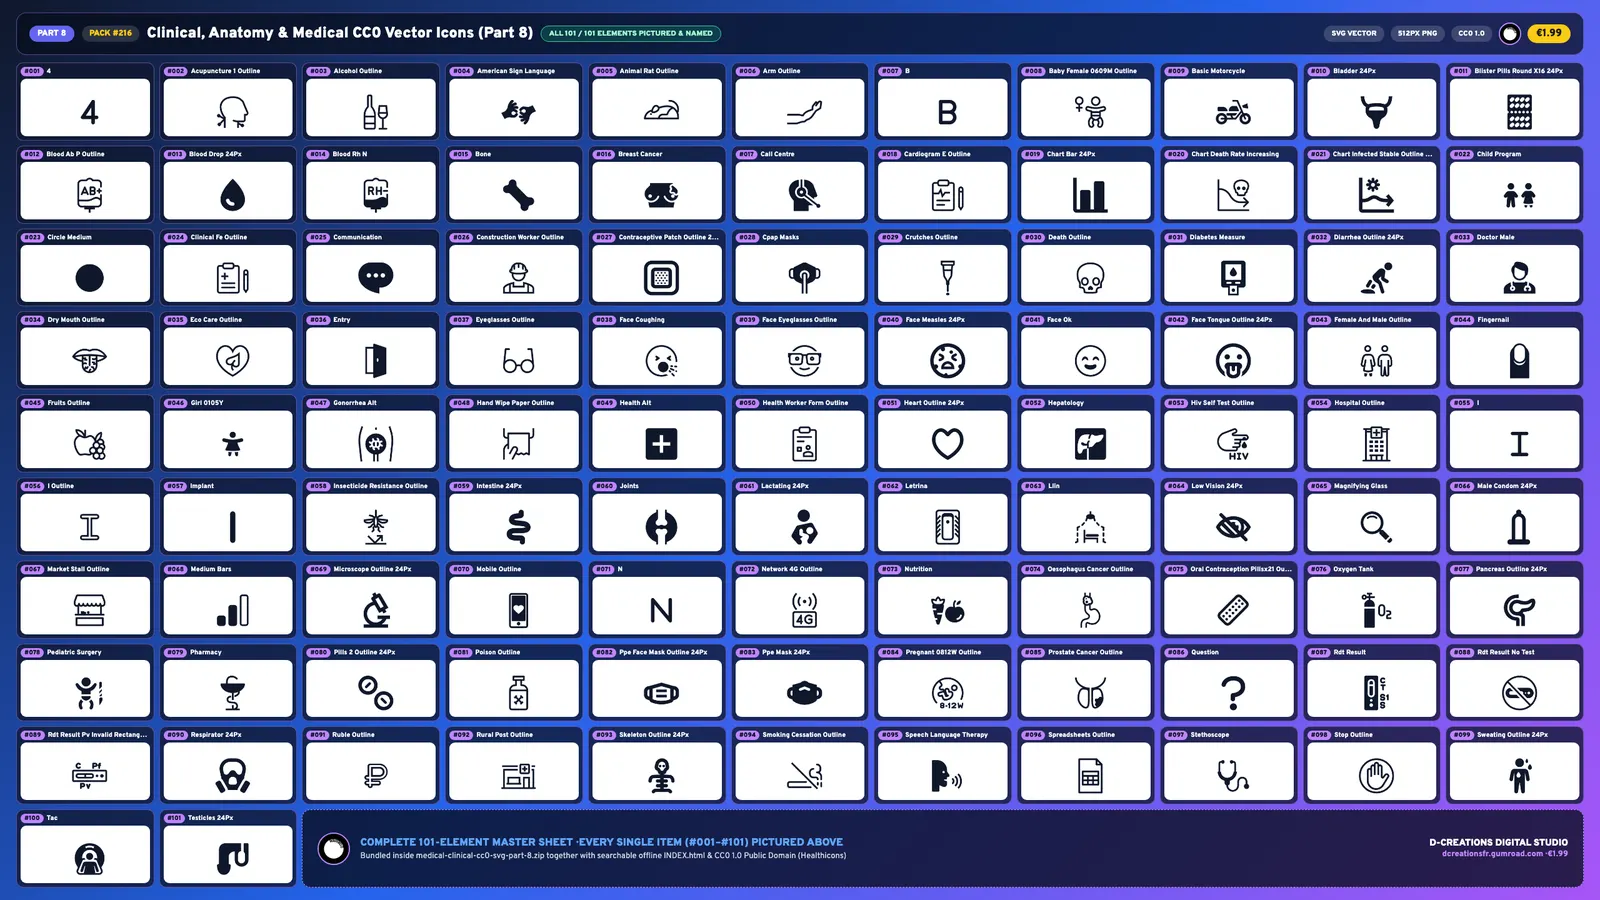 PART 8 PACK #216 Clinical, Anatomy & Medical CC0 Vector Icons (Part 8) ALL 101 / 101 ELEMENTS PICTURED & NAMED SVG VECTOR 512PX PNG CC0 1.0 €1.99
#001 4 #002 Acupuncture 1 Outline #003 Alcohol Outline #004 American Sign Language #005 Animal Rat Outline #006 Arm Outline #007 B #008 Baby Female 0609M Outline #009 Basic Motorcycle #010 Bladder 24Px #011 Blister Pills Round X16 24Px
4 B
#012 Blood Ab P Outline #013 Blood Drop 24Px #014 Blood Rh N #015 Bone #016 Breast Cancer #017 Call Centre #018 Cardiogram E Outline #019 Chart Bar 24Px #020 Chart Death Rate Increasing #021 Chart Infected Stable Outline ... #022 Child Program
AB+ RH-
#023 Circle Medium #024 Clinical Fe Outline #025 Communication #026 Construction Worker Outline #027 Contraceptive Patch Outline 2... #028 Cpap Masks #029 Crutches Outline #030 Death Outline #031 Diabetes Measure #032 Diarrhea Outline 24Px #033 Doctor Male
#034 Dry Mouth Outline #035 Eco Care Outline #036 Entry #037 Eyeglasses Outline #038 Face Coughing #039 Face Eyeglasses Outline #040 Face Measles 24Px #041 Face Ok #042 Face Tongue Outline 24Px #043 Female And Male Outline #044 Fingernail
#045 Fruits Outline #046 Girl 0105Y #047 Gonorrhea Alt #048 Hand Wipe Paper Outline #049 Health Alt #050 Health Worker Form Outline #051 Heart Outline 24Px #052 Hepatology #053 Hiv Self Test Outline #054 Hospital Outline #055 I
HIV I
#056 I Outline #057 Implant #058 Insecticide Resistance Outline #059 Intestine 24Px #060 Joints #061 Lactating 24Px #062 Letrina #063 Llin #064 Low Vision 24Px #065 Magnifying Glass #066 Male Condom 24Px
I
#067 Market Stall Outline #068 Medium Bars #069 Microscope Outline 24Px #070 Mobile Outline #071 N #072 Network 4G Outline #073 Nutrition #074 Oesophagus Cancer Outline #075 Oral Contraception Pillsx21 Ou... #076 Oxygen Tank #077 Pancreas Outline 24Px
N 4G O2
#078 Pediatric Surgery #079 Pharmacy #080 Pills 2 Outline 24Px #081 Poison Outline #082 Ppe Face Mask Outline 24Px #083 Ppe Mask 24Px #084 Pregnant 0812W Outline #085 Prostate Cancer Outline #086 Question #087 Rdt Result #088 Rdt Result No Test
8-12W ? C T S1 S
#089 Rdt Result Pv Invalid Rectang... #090 Respirator 24Px #091 Ruble Outline #092 Rural Post Outline #093 Skeleton Outline 24Px #094 Smoking Cessation Outline #095 Speech Language Therapy #096 Spreadsheets Outline #097 Stethoscope #098 Stop Outline #099 Sweating Outline 24Px
C Pf Pv
#100 Tac #101 Testicles 24Px
COMPLETE 101-ELEMENT MASTER SHEET · EVERY SINGLE ITEM (#001-#101) PICTURED ABOVE
Bundled inside medical-clinical-cc0-svg-part-8.zip together with searchable offline INDEX.html & CC0 1.0 Public Domain (Healthicons)
D-CREATIONS DIGITAL STUDIO
dcreationsfr.gumroad.com · €1.99